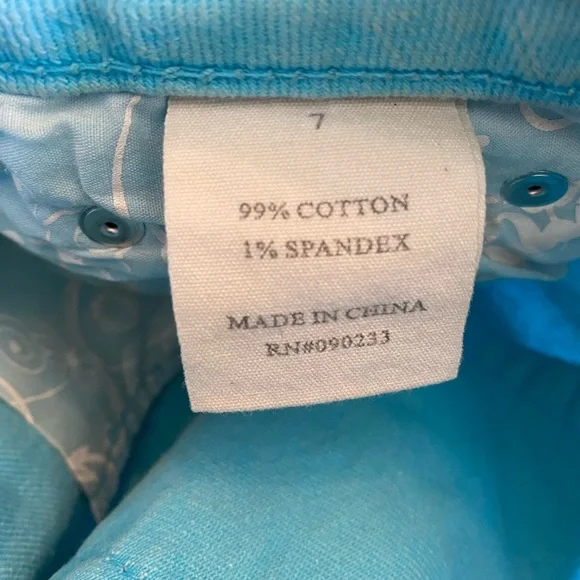 7
99% COTTON
1% SPANDEX
MADE IN CHINA
RN#090233